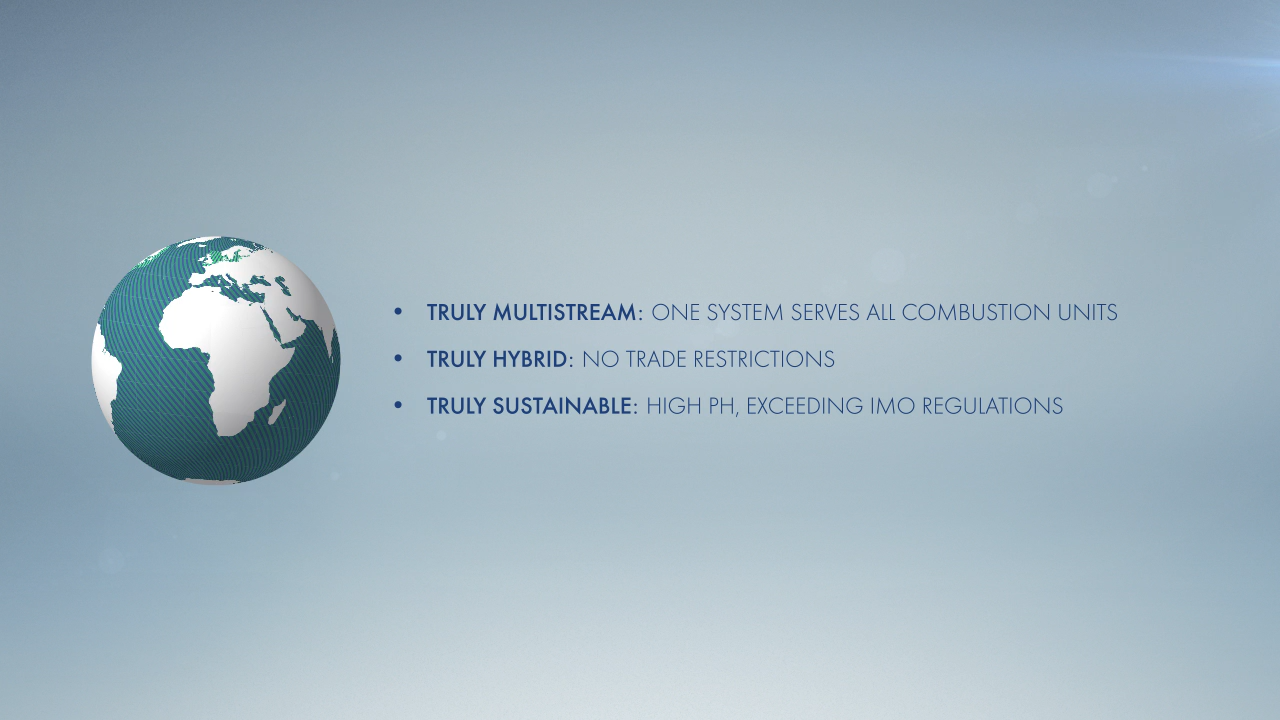 • TRULY MULTISTREAM: ONE SYSTEM SERVES ALL COMBUSTION UNITS
• TRULY HYBRID: NO TRADE RESTRICTIONS
• TRULY SUSTAINABLE: HIGH PH, EXCEEDING IMO REGULATIONS